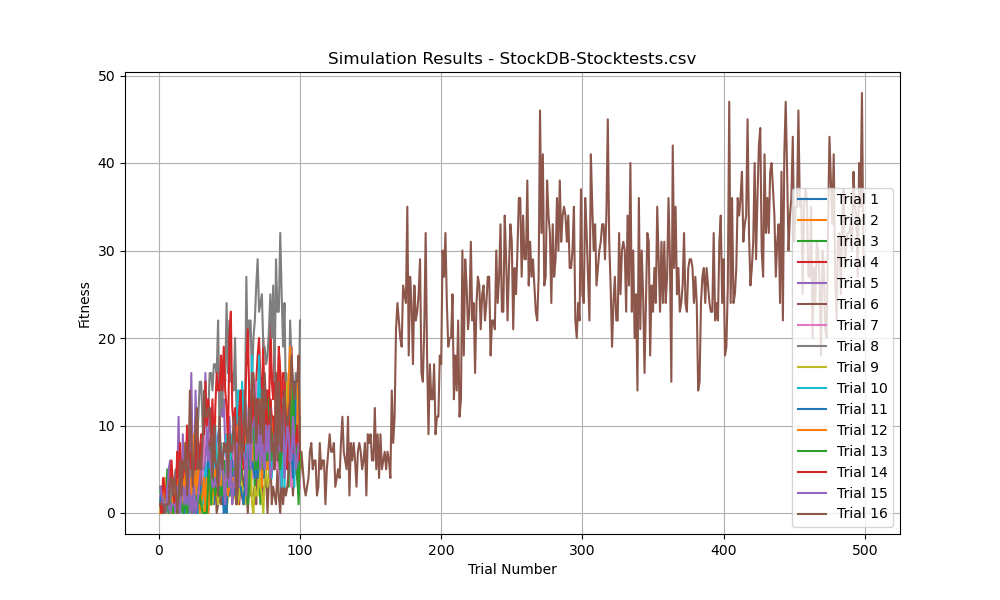 Simulation Results - StockDB-Stocktests.csv
50
40
30
20
10
0
Fitness
0 100 200 300 400 500
Trial Number
Trial 1
Trial 2
Trial 3
Trial 4
Trial 5
Trial 6
Trial 7
Trial 8
Trial 9
Trial 10
Trial 11
Trial 12
Trial 13
Trial 14
Trial 15
Trial 16